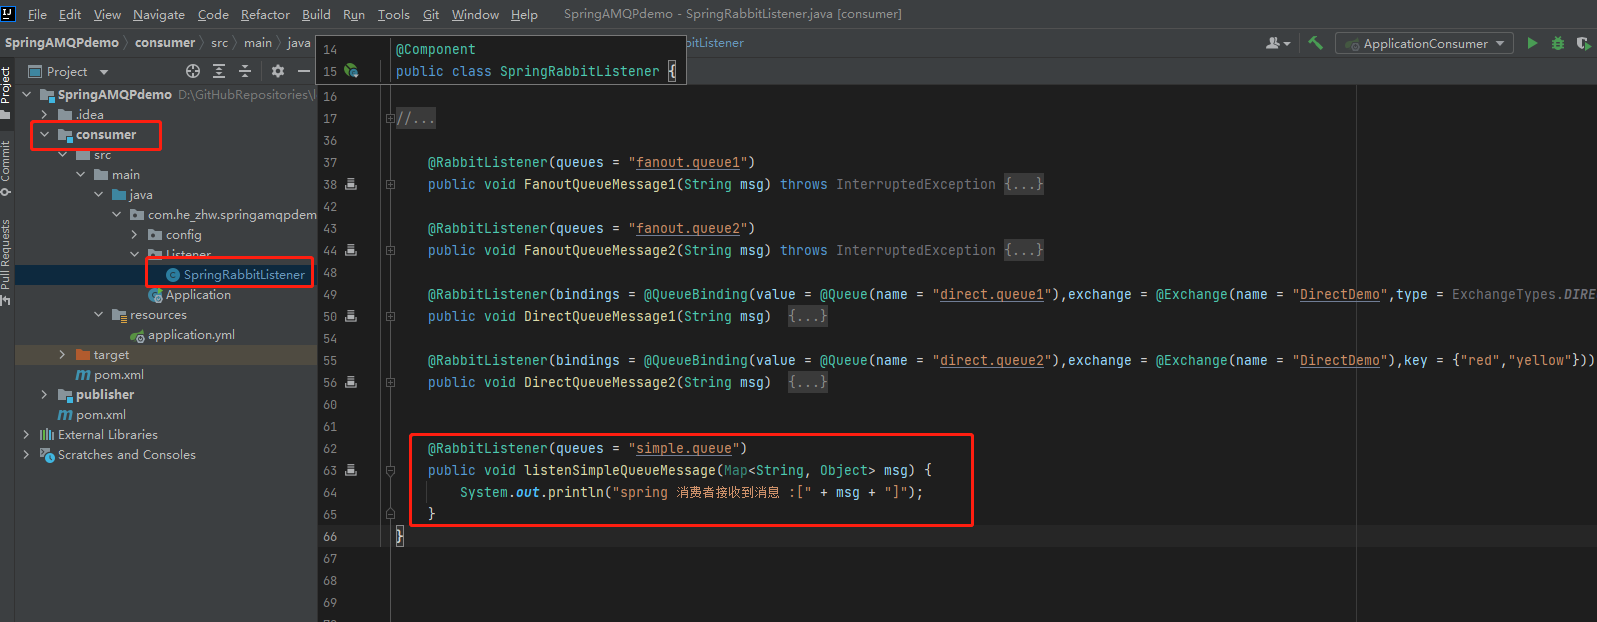 File Edit View Navigate Code Refactor Build Run Tools Git Window Help SpringAMQPdemo - SpringRabbitListener.java [consumer]
SpringAMQPdemo consumer src main java bitListener ApplicationConsumer
Project
Project
SpringAMQPdemo D:\GitHubRepositories\
.idea
consumer
src
main
java
com.he_zhw.springamqpdem
config
Listener
SpringRabbitListener
Application
resources
application.yml
target
pom.xml
publisher
pom.xml
External Libraries
Scratches and Consoles
Commit
Pull Requests
14 @Component
15 public class SpringRabbitListener {
16
17 //...
36
37 @RabbitListener(queues = "fanout.queue1")
38 public void FanoutQueueMessage1(String msg) throws InterruptedException {...}
42
43 @RabbitListener(queues = "fanout.queue2")
44 public void FanoutQueueMessage2(String msg) throws InterruptedException {...}
48
49 @RabbitListener(bindings = @QueueBinding(value = @Queue(name = "direct.queue1"),exchange = @Exchange(name = "DirectDemo",type = ExchangeTypes.DIRE
50 public void DirectQueueMessage1(String msg) {...}
54
55 @RabbitListener(bindings = @QueueBinding(value = @Queue(name = "direct.queue2"),exchange = @Exchange(name = "DirectDemo"),key = {"red","yellow"}))
56 public void DirectQueueMessage2(String msg) {...}
60
61
62 @RabbitListener(queues = "simple.queue")
63 public void listenSimpleQueueMessage(Map<String, Object> msg) {
64 System.out.println("spring 消费者接收到消息 :[" + msg + "]");
65 }
66 }
67
68
69